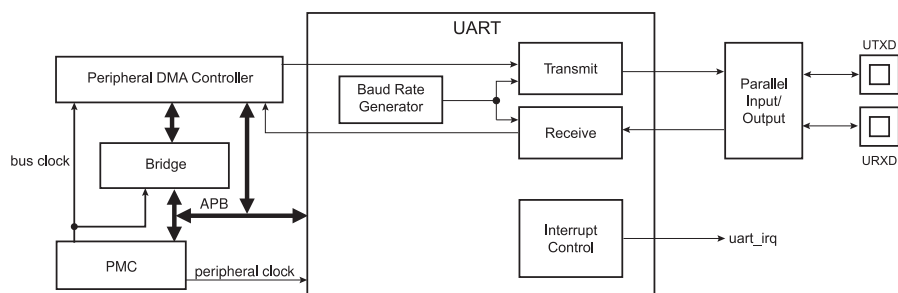 UART
Peripheral DMA Controller
Transmit
Baud Rate
Generator
Receive
Parallel
Input/
Output
UTXD
URXD
bus clock
Bridge
APB
Interrupt
Control
uart_irq
PMC
peripheral clock